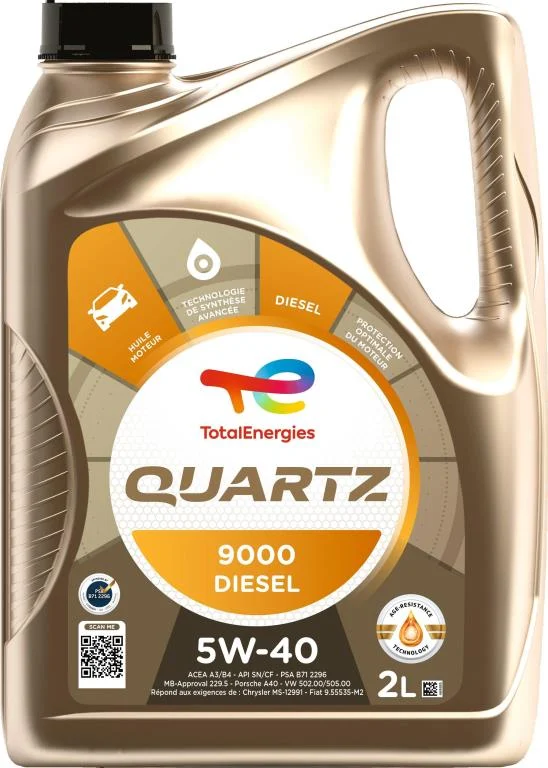 HUILE
MOTEUR
TECHNOLOGIE
DE SYNTHÈSE
AVANCÉE
DIESEL
PROTECTION
OPTIMALE
DU MOTEUR
TotalEnergies
QUARTZ
9000
DIESEL
PSA
B71 2296
SCAN ME
AGE-RESISTANCE
TECHNOLOGY
5W-40
ACEA A3/B4 - API SN/CF - PSA B71 2296
MB-Approval 229.5 - Porsche A40 - VW 502.00/505.00
Répond aux exigences de : Chrysler MS-12991 - Fiat 9.55535-M2
2L